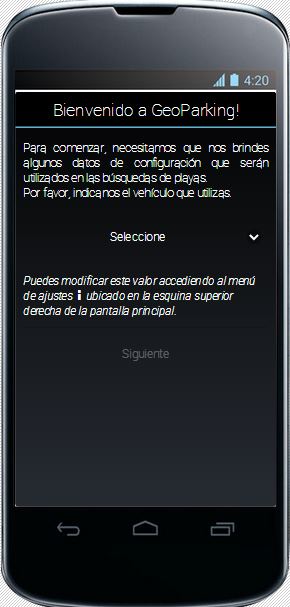 4:20
Bienvenido a GeoParking!
Para comenzar, necesitamos que nos brindes
algunos datos de configuración que serán
utilizados en las búsquedas de playas.
Por favor, indicanos el vehículo que utilizas.
Seleccione
Puedes modificar este valor accediendo al menú
de ajustes ubicado en la esquina superior
derecha de la pantalla principal.
Siguiente